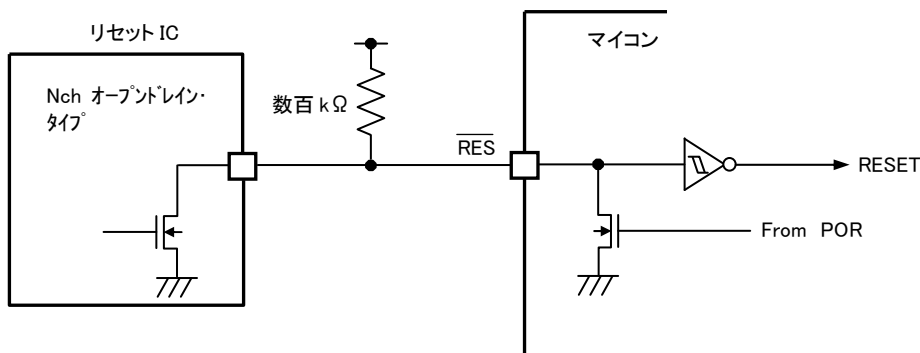 リセット IC
マイコン
Nch オープンドレイン・
タイプ
数百 kΩ
RES
RESET
From POR